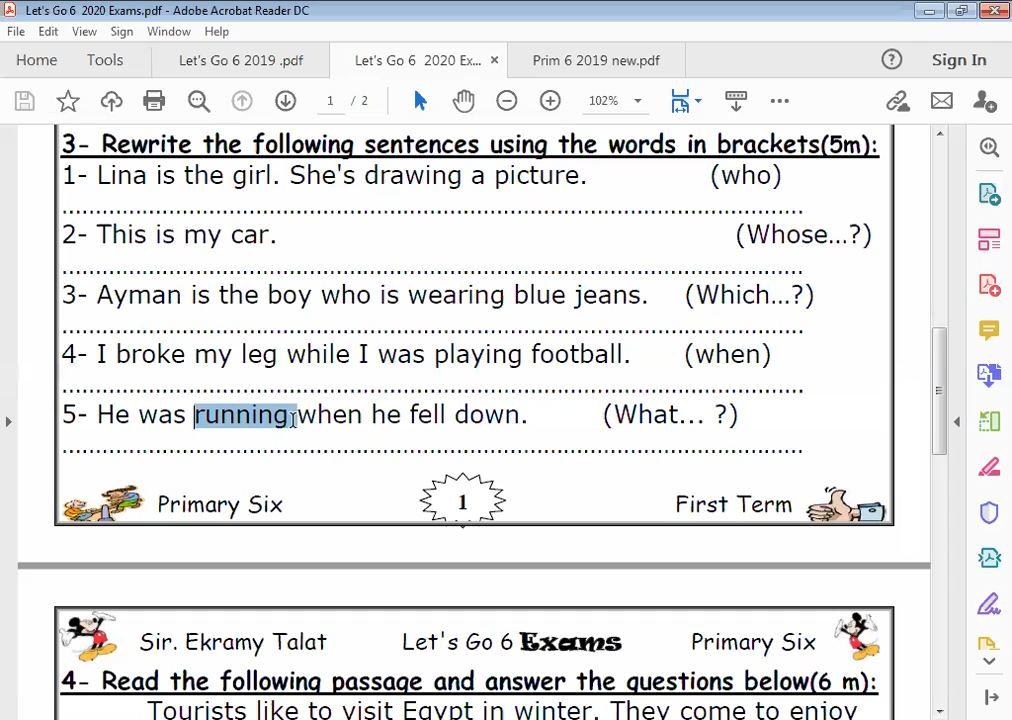 Let's Go 6 2020 Exams.pdf - Adobe Acrobat Reader DC
File Edit View Sign Window Help
Home Tools Let's Go 6 2019 .pdf Let's Go 6 2020 Ex... × Prim 6 2019 new.pdf ? Sign In
1 / 2 102%
3- Rewrite the following sentences using the words in brackets(5m):
1- Lina is the girl. She's drawing a picture. (who)
................................................................................
2- This is my car. (Whose...?)
................................................................................
3- Ayman is the boy who is wearing blue jeans. (Which...?)
................................................................................
4- I broke my leg while I was playing football. (when)
................................................................................
5- He was running when he fell down. (What... ?)
................................................................................
Primary Six 1 First Term
Sir. Ekramy Talat Let's Go 6 Exams Primary Six
4- Read the following passage and answer the questions below(6 m):
Tourists like to visit Egypt in winter. They come to enjoy